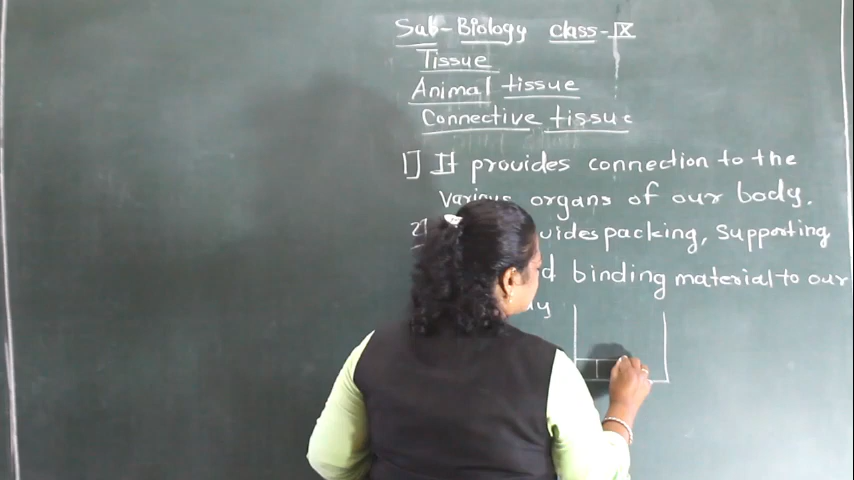 Sub-Biology class-IX
Tissue
Animal tissue
Connective tissue
1] It provides connection to the
various organs of our body.
2] packing, Supporting
binding material to our